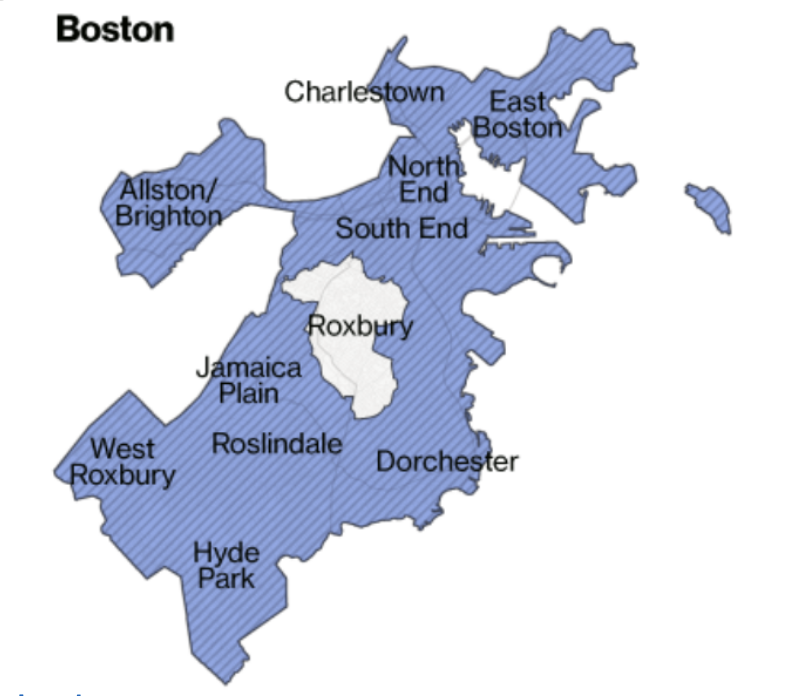 Boston
Charlestown
East
Boston
North
End
Allston/
Brighton
South End
Roxbury
Jamaica
Plain
West
Roxbury
Roslindale
Dorchester
Hyde
Park